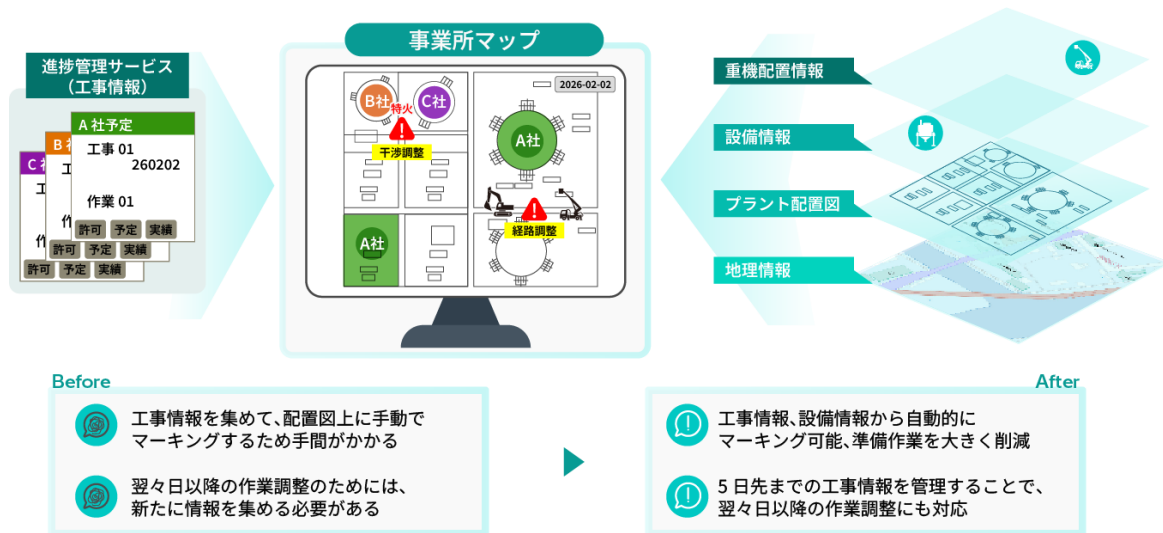 進捗管理サービス
（工事情報）
A 社予定
工事 01
260202
作業 01
許可 予定 実績
B
許可 予定 実績
C
許可 予定 実績
事業所マップ
2026-02-02
B社
特火
C社
干渉調整
A社
経路調整
A社
重機配置情報
設備情報
プラント配置図
地理情報
Before
工事情報を集めて、配置図上に手動で
マーキングするため手間がかかる
翌々日以降の作業調整のためには、
新たに情報を集める必要がある
After
工事情報、設備情報から自動的に
マーキング可能、準備作業を大きく削減
5 日先までの工事情報を管理することで、
翌々日以降の作業調整にも対応